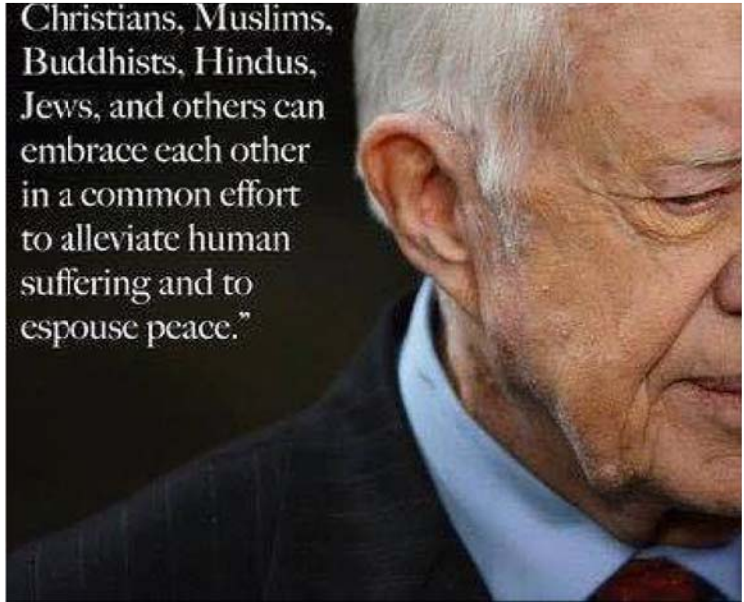 Christians, Muslims,
Buddhists, Hindus,
Jews, and others can
embrace each other
in a common effort
to alleviate human
suffering and to
espouse peace.”